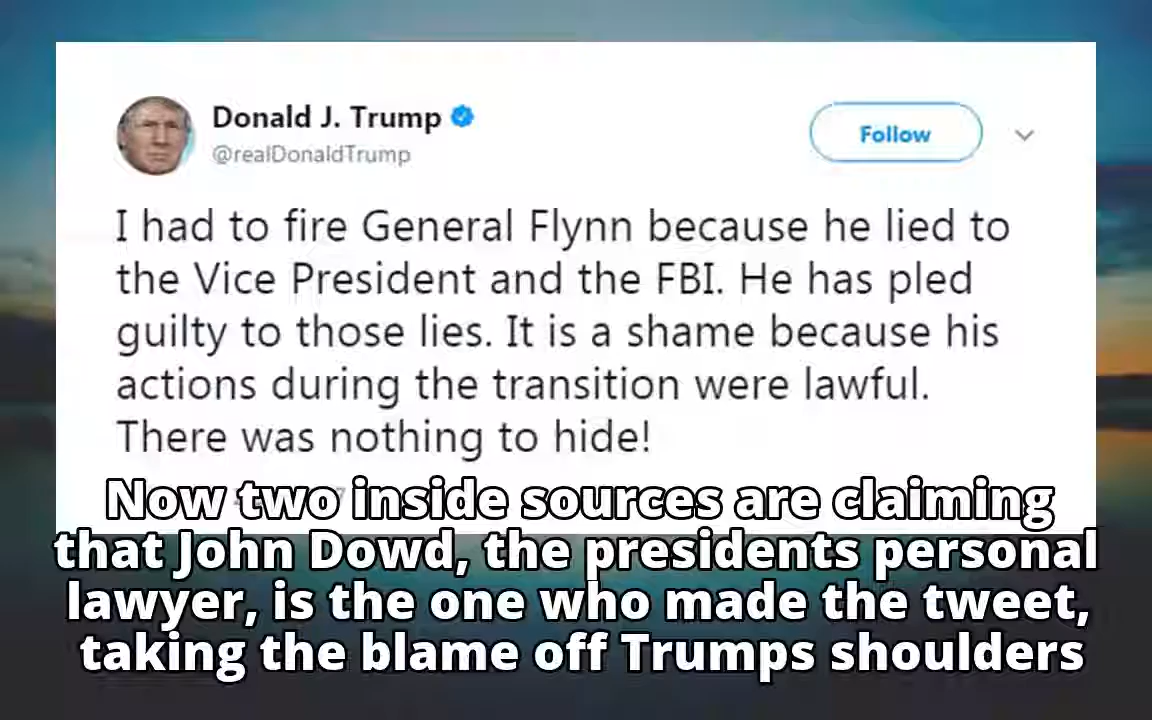 Donald J. Trump
@realDonaldTrump
Follow
I had to fire General Flynn because he lied to
the Vice President and the FBI. He has pled
guilty to those lies. It is a shame because his
actions during the transition were lawful.
There was nothing to hide!
Now two inside sources are claiming
that John Dowd, the presidents personal
lawyer, is the one who made the tweet,
taking the blame off Trumps shoulders